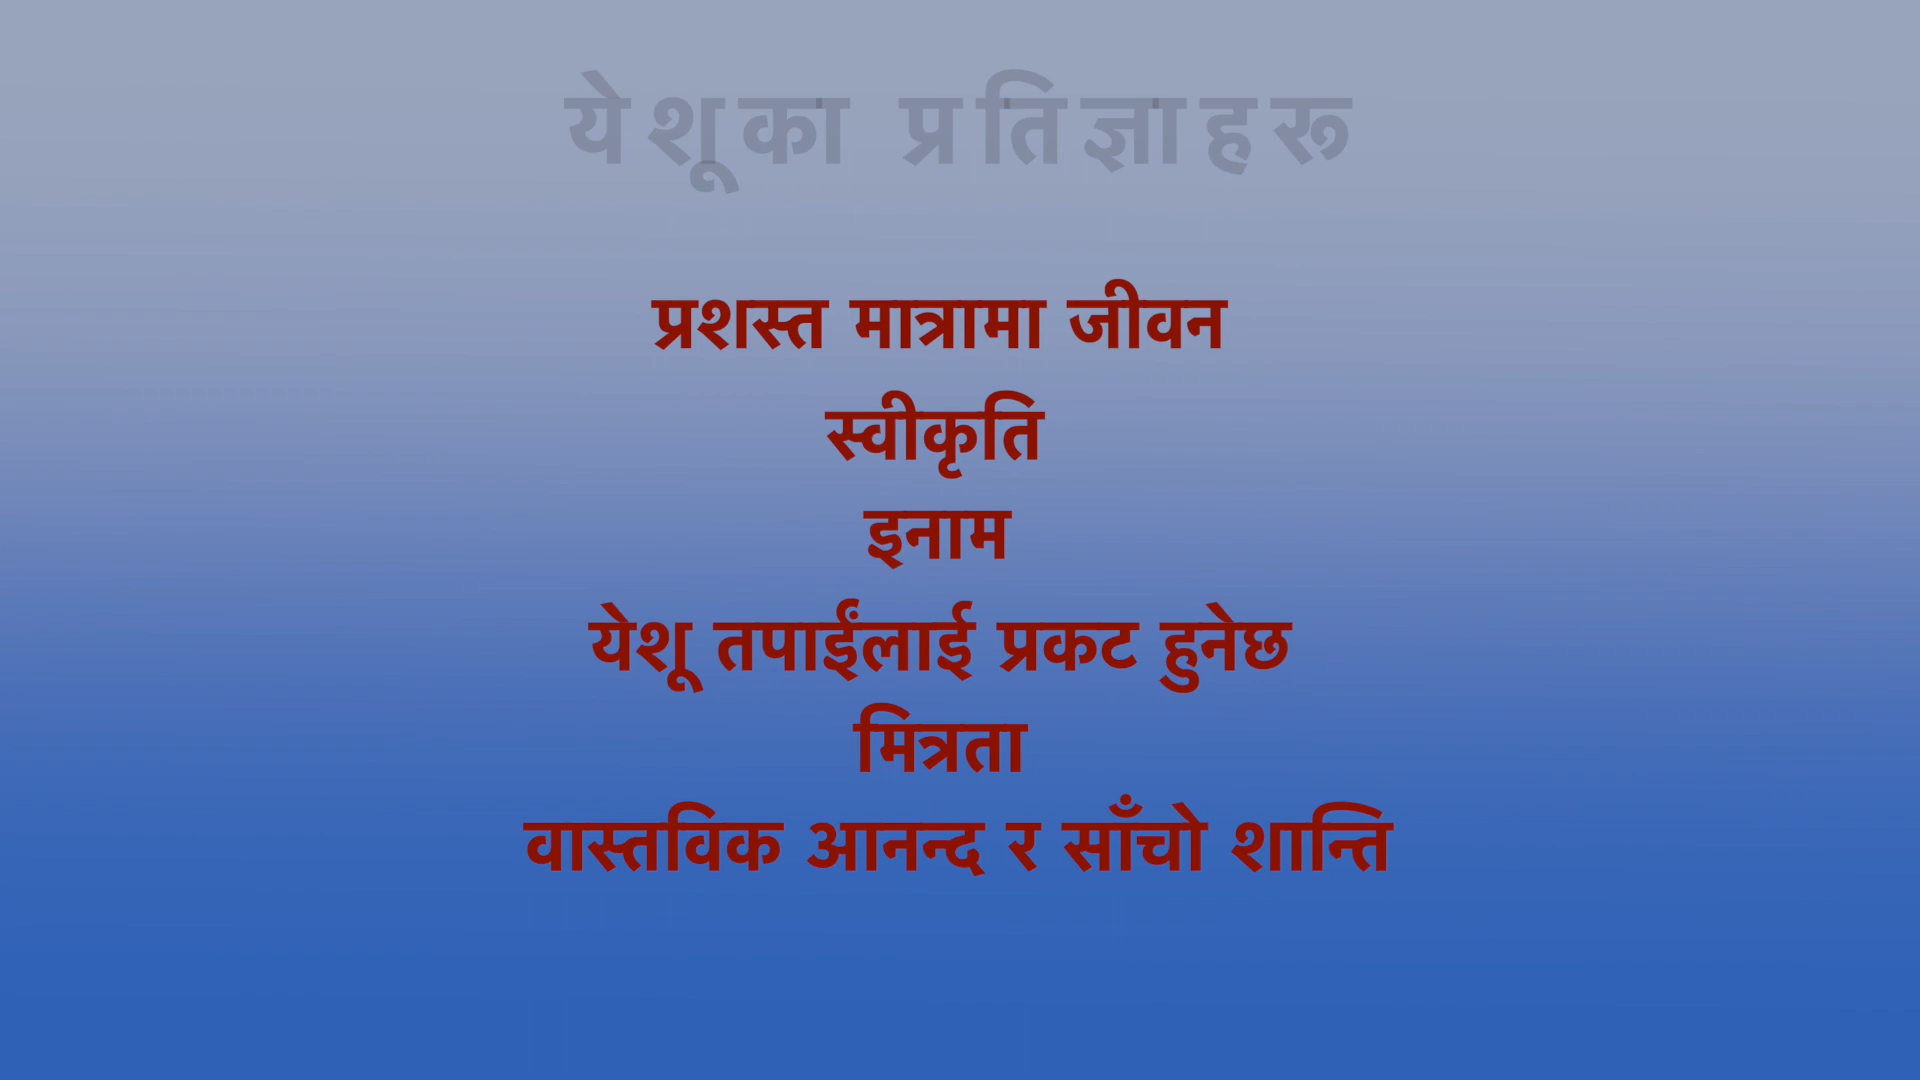 येशूका प्रतिज्ञाहरू
प्रशस्त मात्रामा जीवन
स्वीकृति
इनाम
येशू तपाईंलाई प्रकट हुनेछ
मित्रता
वास्तविक आनन्द र साँचो शान्ति